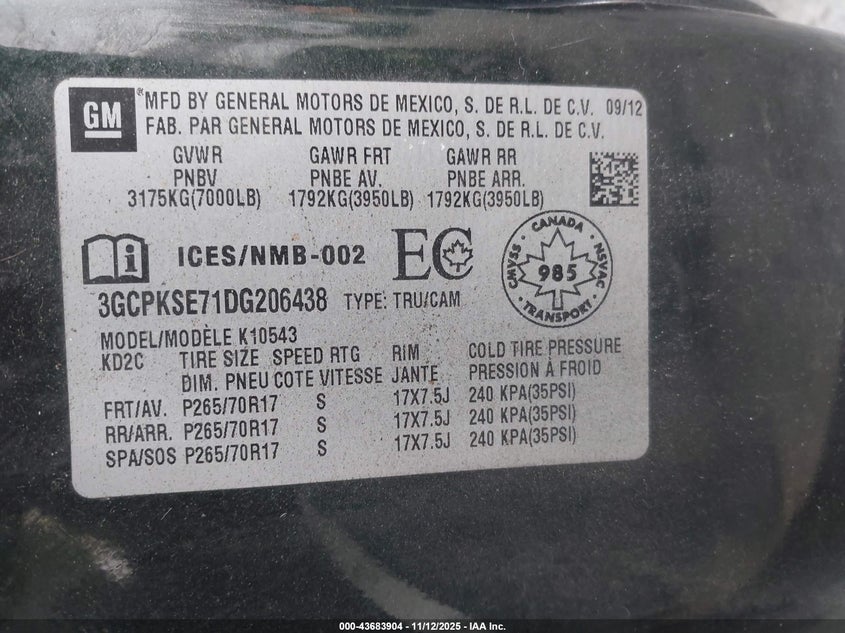 GM
® MFD BY GENERAL MOTORS DE MEXICO, S. DE R.L. DE C.V. 09/12
FAB. PAR GENERAL MOTORS DE MEXICO, S. DE R.L. DE C.V.
GVWR GAWR FRT GAWR RR
PNBV PNBE AV. PNBE ARR.
3175KG(7000LB) 1792KG(3950LB) 1792KG(3950LB)
i ICES/NMB-002 EC
CANADA
CMVSS 985 NSVAC
TRANSPORT
3GCPKSE71DG206438 TYPE: TRU/CAM
MODEL/MODÈLE K10543
KD2C TIRE SIZE SPEED RTG RIM COLD TIRE PRESSURE
DIM. PNEU COTE VITESSE JANTE PRESSION À FROID
FRT/AV. P265/70R17 S 17X7.5J 240 KPA(35PSI)
RR/ARR. P265/70R17 S 17X7.5J 240 KPA(35PSI)
SPA/SOS P265/70R17 S 17X7.5J 240 KPA(35PSI)
000-43683904 - 11/12/2025 - IAA Inc.